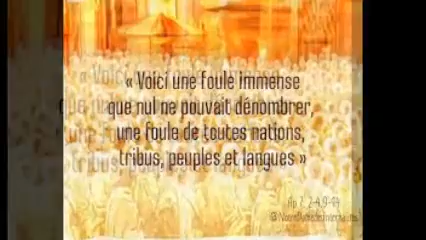 « Voici une foule immense
que nul ne pouvait dénombrer,
une foule de toutes nations,
tribus, peuples et langues »